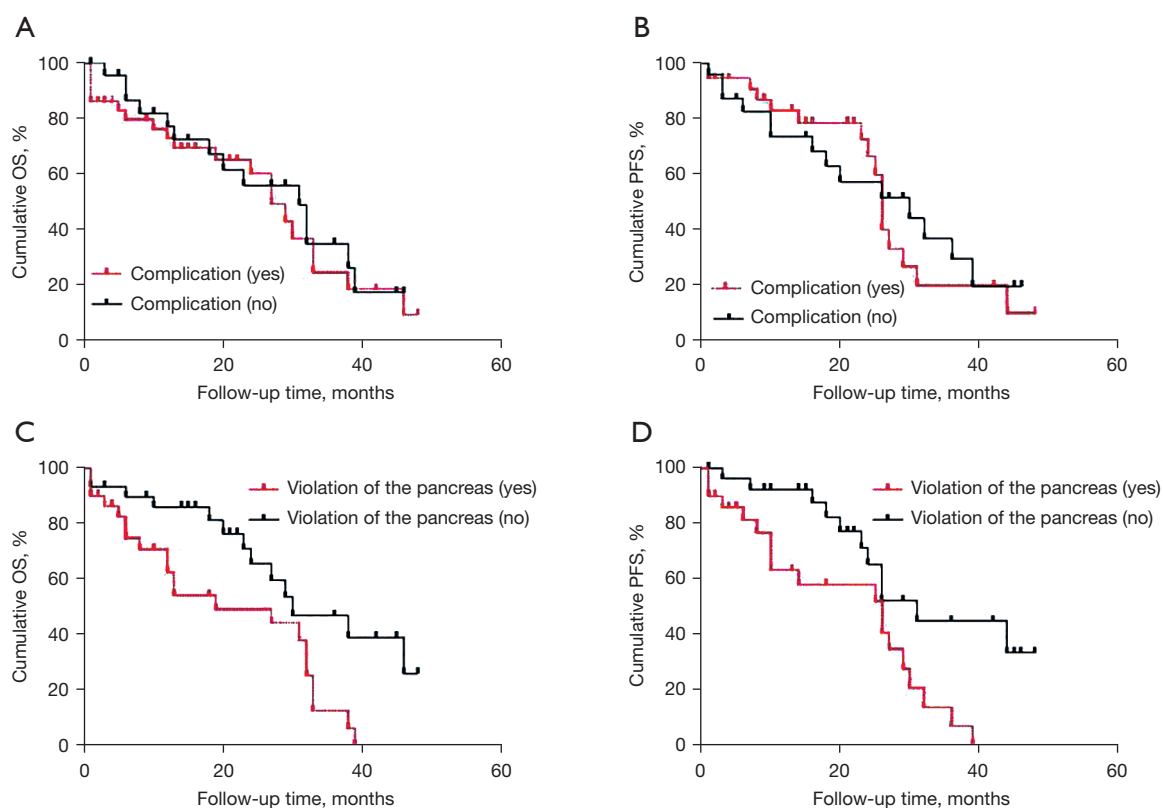 A
Cumulative OS, %
100
80
60
40
20
0
Complication (yes)
Complication (no)
0 20 40 60
Follow-up time, months
B
Cumulative PFS, %
100
80
60
40
20
0
Complication (yes)
Complication (no)
0 20 40 60
Follow-up time, months
C
Cumulative OS, %
100
80
60
40
20
0
Violation of the pancreas (yes)
Violation of the pancreas (no)
0 20 40 60
Follow-up time, months
D
Cumulative PFS, %
100
80
60
40
20
0
Violation of the pancreas (yes)
Violation of the pancreas (no)
0 20 40 60
Follow-up time, months